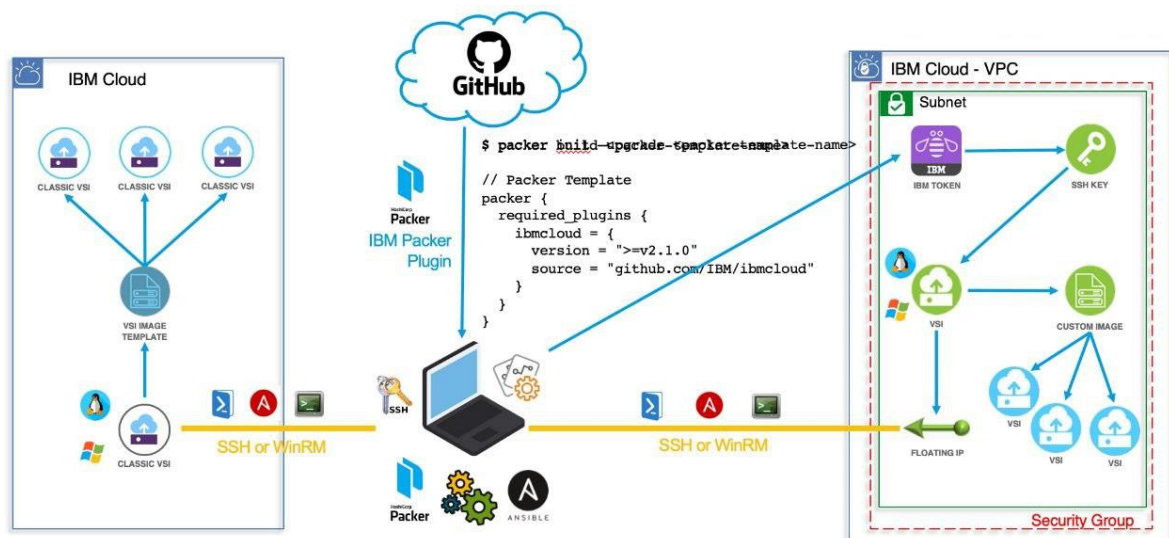 IBM Cloud
CLASSIC VSI
CLASSIC VSI
CLASSIC VSI
VSI IMAGE
TEMPLATE
CLASSIC VSI
SSH or WinRM
GitHub
$ packer
// Packer Template
packer {
required_plugins {
ibmcloud = {
version = ">=v2.1.0"
source = "github.com/IBM/ibmcloud"
}
}
}
HashiCorp
Packer
IBM Packer
Plugin
SSH
SSH or WinRM
HashiCorp
Packer
ANSIBLE
IBM Cloud - VPC
Subnet
IBM
IBM TOKEN
SSH KEY
VSI
CUSTOM IMAGE
VSI
VSI
VSI
FLOATING IP
Security Group